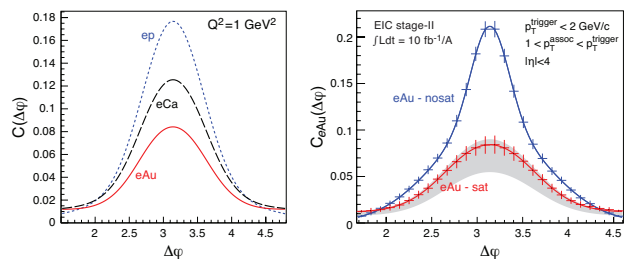 0.18
0.16
0.14
0.12
0.10
0.08
0.06
0.04
0.02
0
C(Δφ)
ep
eCa
eAu
Q²=1 GeV²
2
2.5
3
3.5
4
4.5
Δφ
0.2
0.15
0.1
0.05
0
C_eAu(Δφ)
EIC stage-II
∫Ldt = 10 fb⁻¹/A
p_T^trigger < 2 GeV/c
1 < p_T^assoc < p_T^trigger
|η|<4
eAu - nosat
eAu - sat
2
2.5
3
3.5
4
4.5
Δφ